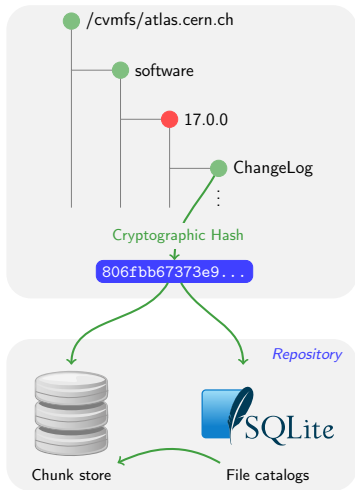 /cvmfs/atlas.cern.ch
software
17.0.0
ChangeLog
⋮
Cryptographic Hash
806fbb67373e9...
Repository
SQLite
Chunk store
File catalogs